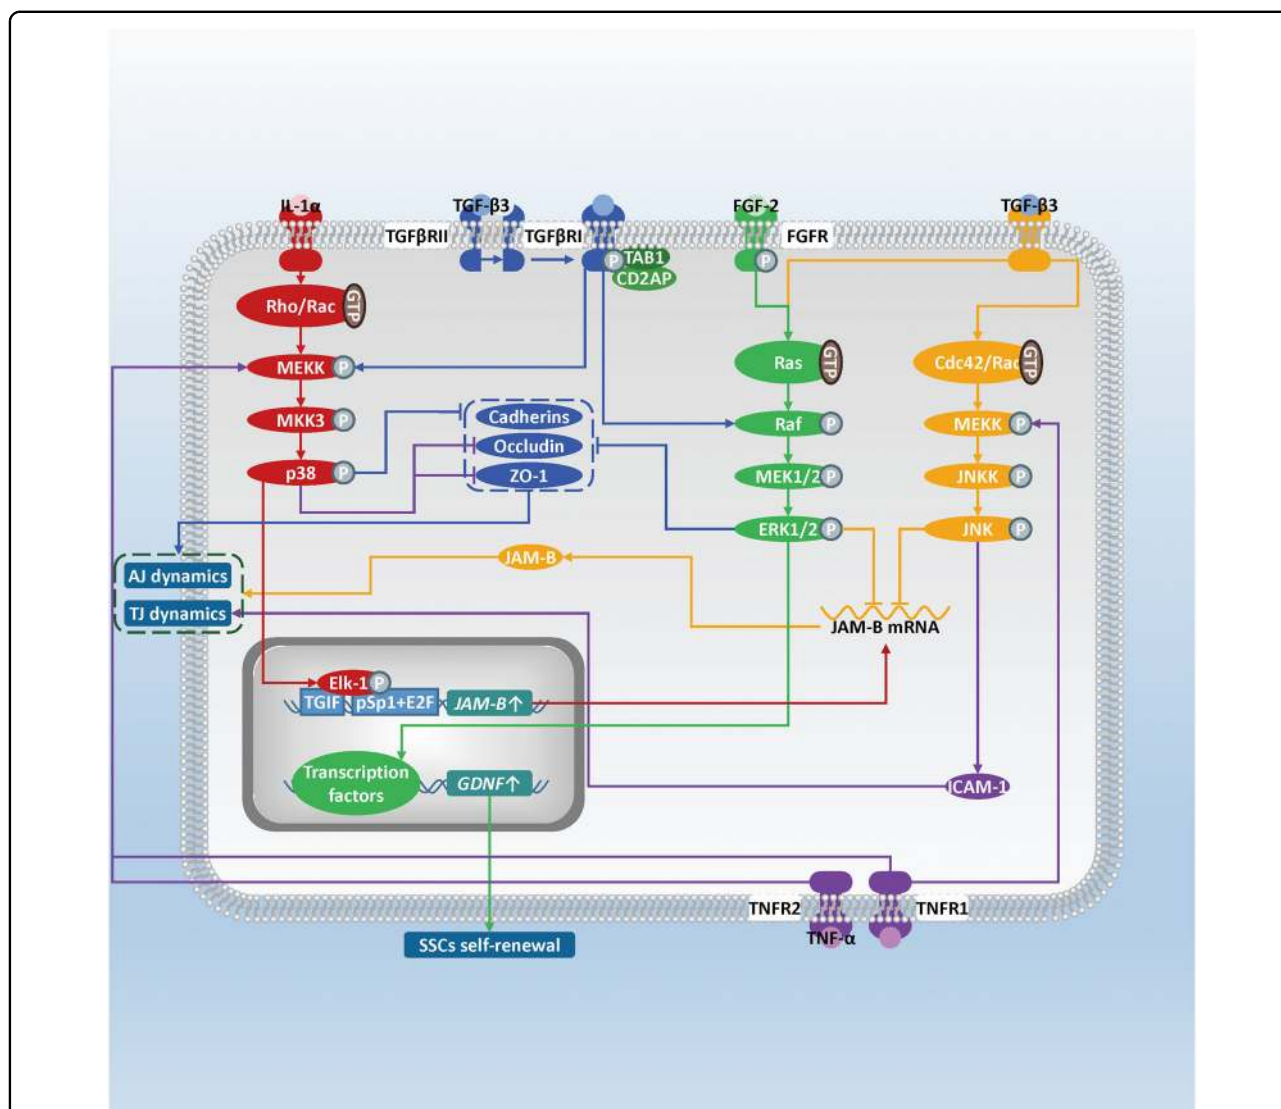 IL-1α
TGF-β3
FGF-2
TGF-β3
TGFβRII
TGFβRI
FGFR
P
TAB1
CD2AP
P
Rho/Rac
GTP
MEKK
P
Ras
GTP
Cdc42/Rac
GTP
MKK3
P
Cadherins
Raf
P
MEKK
P
Occludin
p38
P
ZO-1
MEK1/2
P
JNKK
P
ERK1/2
P
JNK
P
JAM-B
AJ dynamics
TJ dynamics
JAM-B mRNA
Elk-1
P
TGIF
pSp1+E2F
JAM-B↑
Transcription
factors
GDNF↑
ICAM-1
TNFR2
TNFR1
TNF-α
SSCs self-renewal